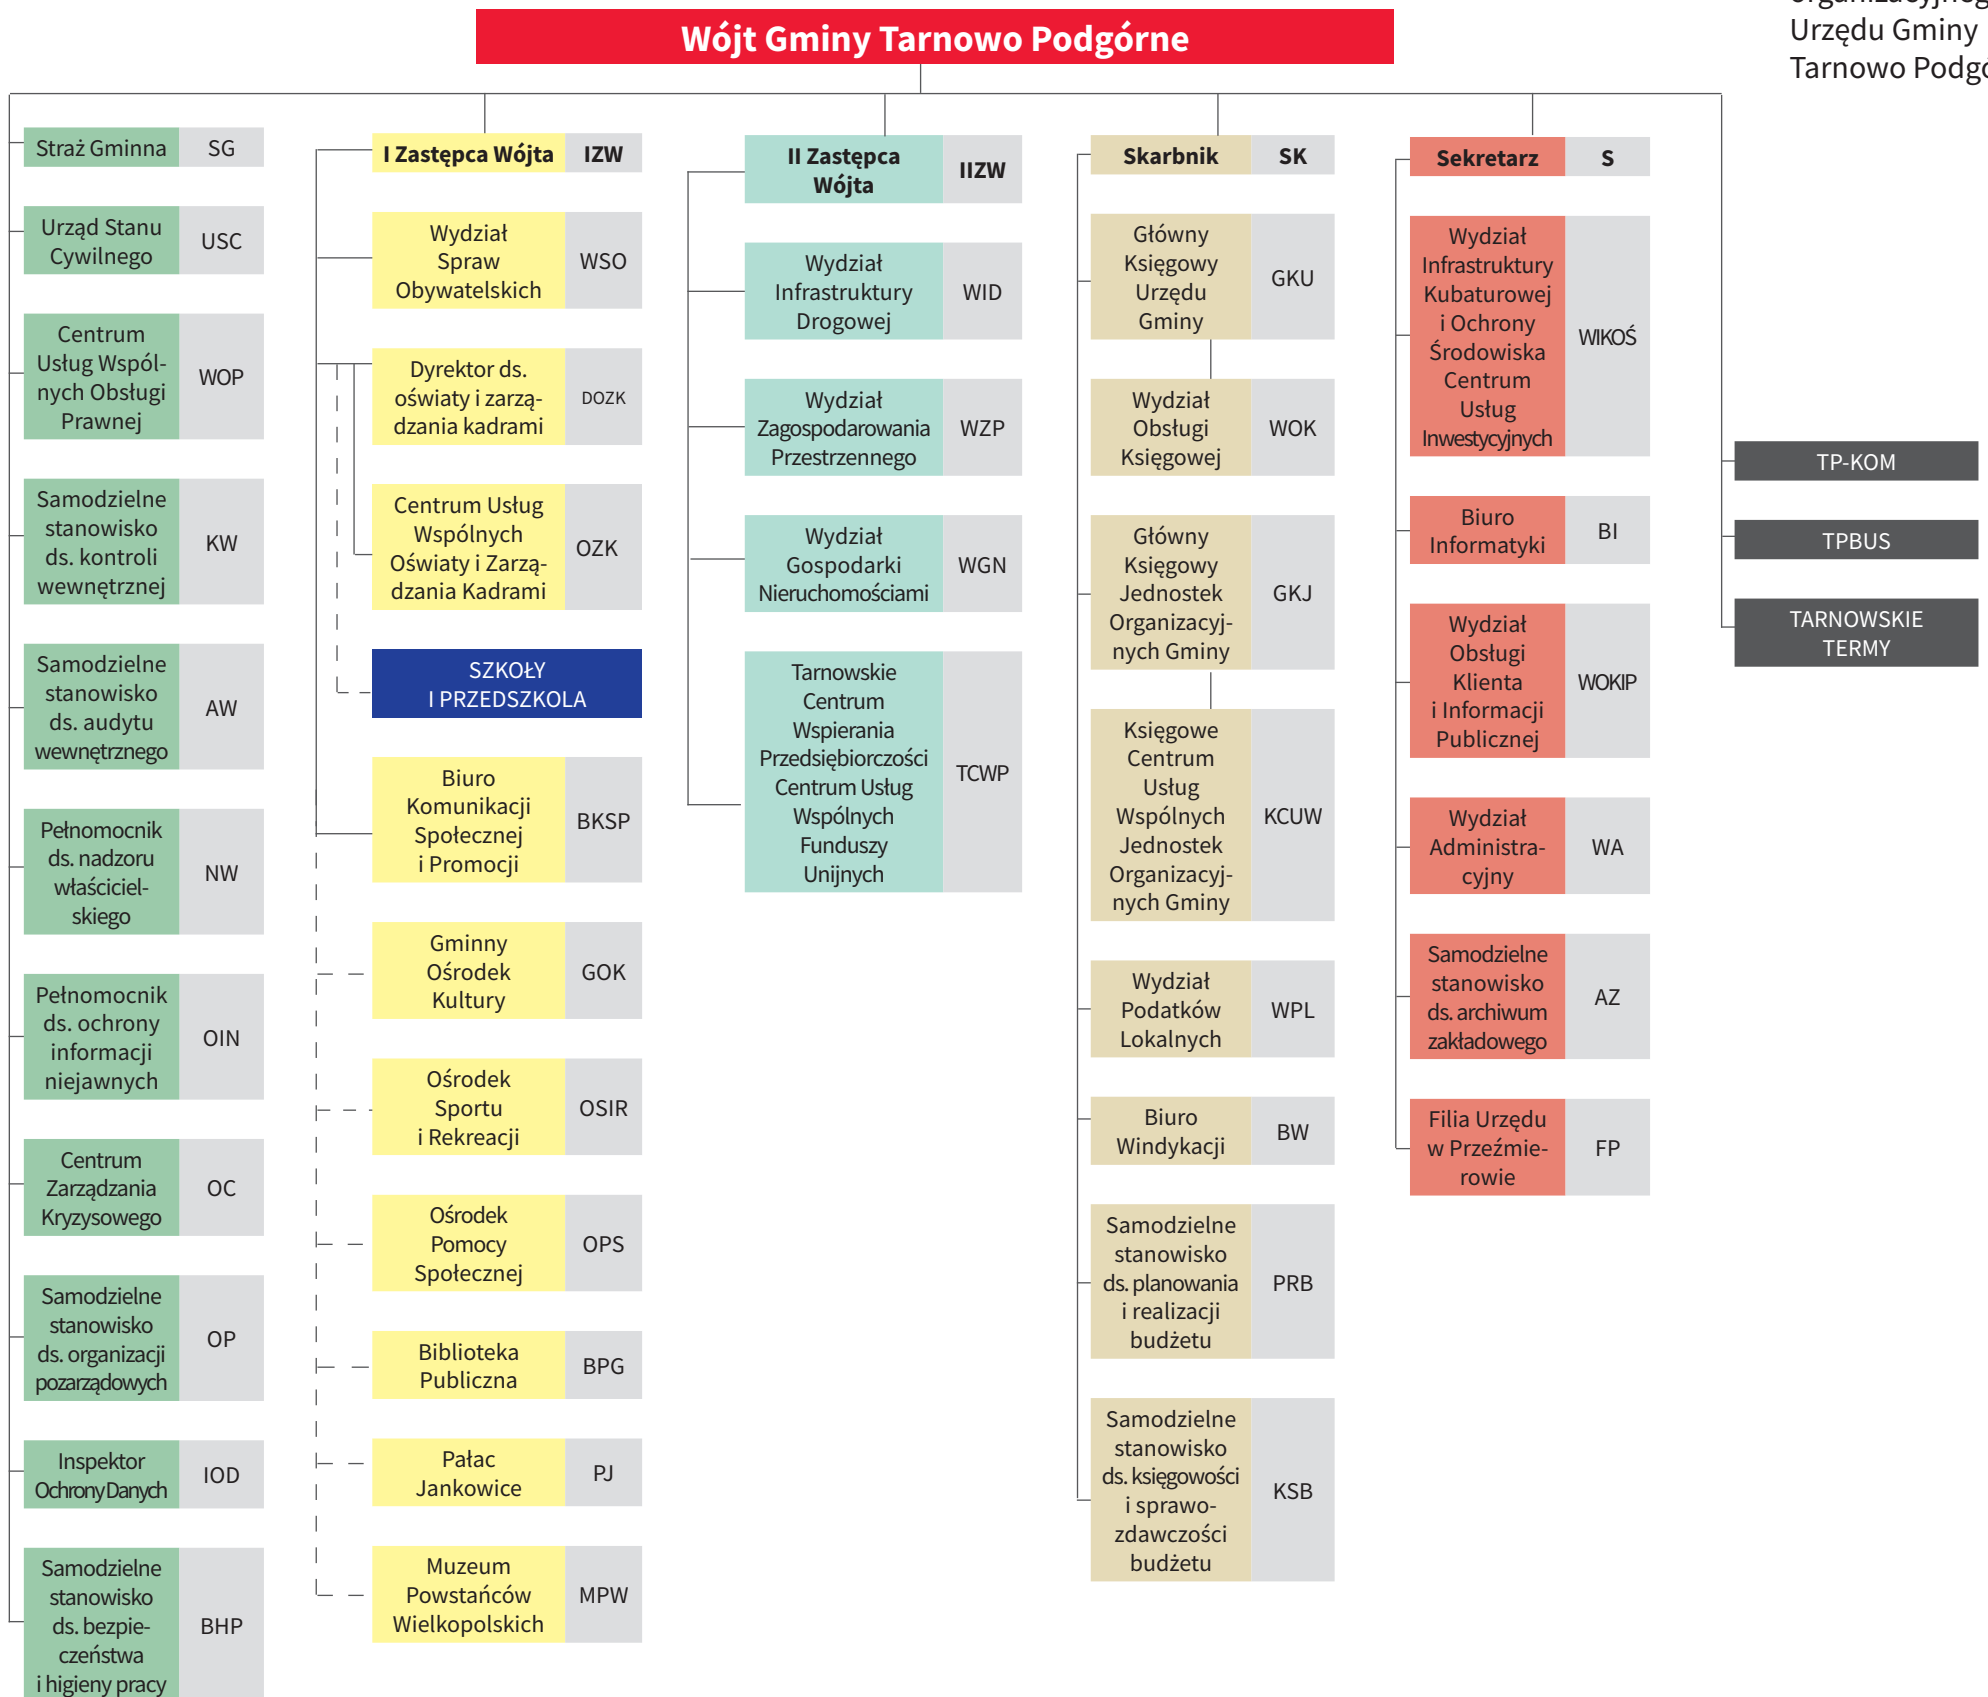 organizacyjnego
Urzędu Gminy
Wójt Gminy Tarnowo Podgórne
Straż Gminna SG
Urząd Stanu
Cywilnego
USC
Centrum
Usług Wspól-
nych Obsługi
Prawnej
WOP
Samodzielne
stanowisko
ds. kontroli
wewnętrznej
KW
Samodzielne
stanowisko
ds. audytu
wewnętrznego
AW
Pełnomocnik
ds. nadzoru
właściciel-
skiego
NW
Pełnomocnik
ds. ochrony
informacji
niejawnych
OIN
Centrum
Zarządzania
Kryzysowego
OC
Samodzielne
stanowisko
ds. organizacji
pozarządowych
OP
Inspektor
Ochrony Danych
IOD
Samodzielne
stanowisko
ds. bezpie-
czeństwa
i higieny pracy
BHP
I Zastępca Wójta IZW
Wydział
Spraw
Obywatelskich
WSO
Dyrektor ds.
oświaty i zarzą-
dzania kadrami
DOZK
Centrum Usług
Wspólnych
Oświaty i Zarzą-
dzania Kadrami
OZK
SZKOŁY
I PRZEDSZKOLA
Biuro
Komunikacji
Społecznej
i Promocji
BKSP
Gminny
Ośrodek
Kultury
GOK
Ośrodek
Sportu
i Rekreacji
OSIR
Ośrodek
Pomocy
Społecznej
OPS
Biblioteka
Publiczna
BPG
Pałac
Jankowice
PJ
Muzeum
Powstańców
Wielkopolskich
MPW
II Zastępca
Wójta
IIZW
Wydział
Infrastruktury
Drogowej
WID
Wydział
Zagospodarowania
Przestrzennego
WZP
Wydział
Gospodarki
Nieruchomościami
WGN
Tarnowskie
Centrum
Wspierania
Przedsiębiorczości
Centrum Usług
Wspólnych
Funduszy
Unijnych
TCWP
Skarbnik SK
Główny
Księgowy
Urzędu
Gminy
GKU
Wydział
Obsługi
Księgowej
WOK
Główny
Księgowy
Jednostek
Organizacyj-
nych Gminy
GKJ
Księgowe
Centrum
Usług
Wspólnych
Jednostek
Organizacyj-
nych Gminy
KCUW
Wydział
Podatków
Lokalnych
WPL
Biuro
Windykacji
BW
Samodzielne
stanowisko
ds. planowania
i realizacji
budżetu
PRB
Samodzielne
stanowisko
ds. księgowości
i sprawo-
zdawczości
budżetu
KSB
Sekretarz S
Wydział
Infrastruktury
Kubaturowej
i Ochrony
Środowiska
Centrum
Usług
Inwestycyjnych
WIKOŚ
Biuro
Informatyki
BI
Wydział
Obsługi
Klienta
i Informacji
Publicznej
WOKIP
Wydział
Administra-
cyjny
WA
Samodzielne
stanowisko
ds. archiwum
zakładowego
AZ
Filia Urzędu
w Przeźmie-
rowie
FP
Tarnowo
TP-KOM
TPBUS
TARNOWSKIE
TERMY